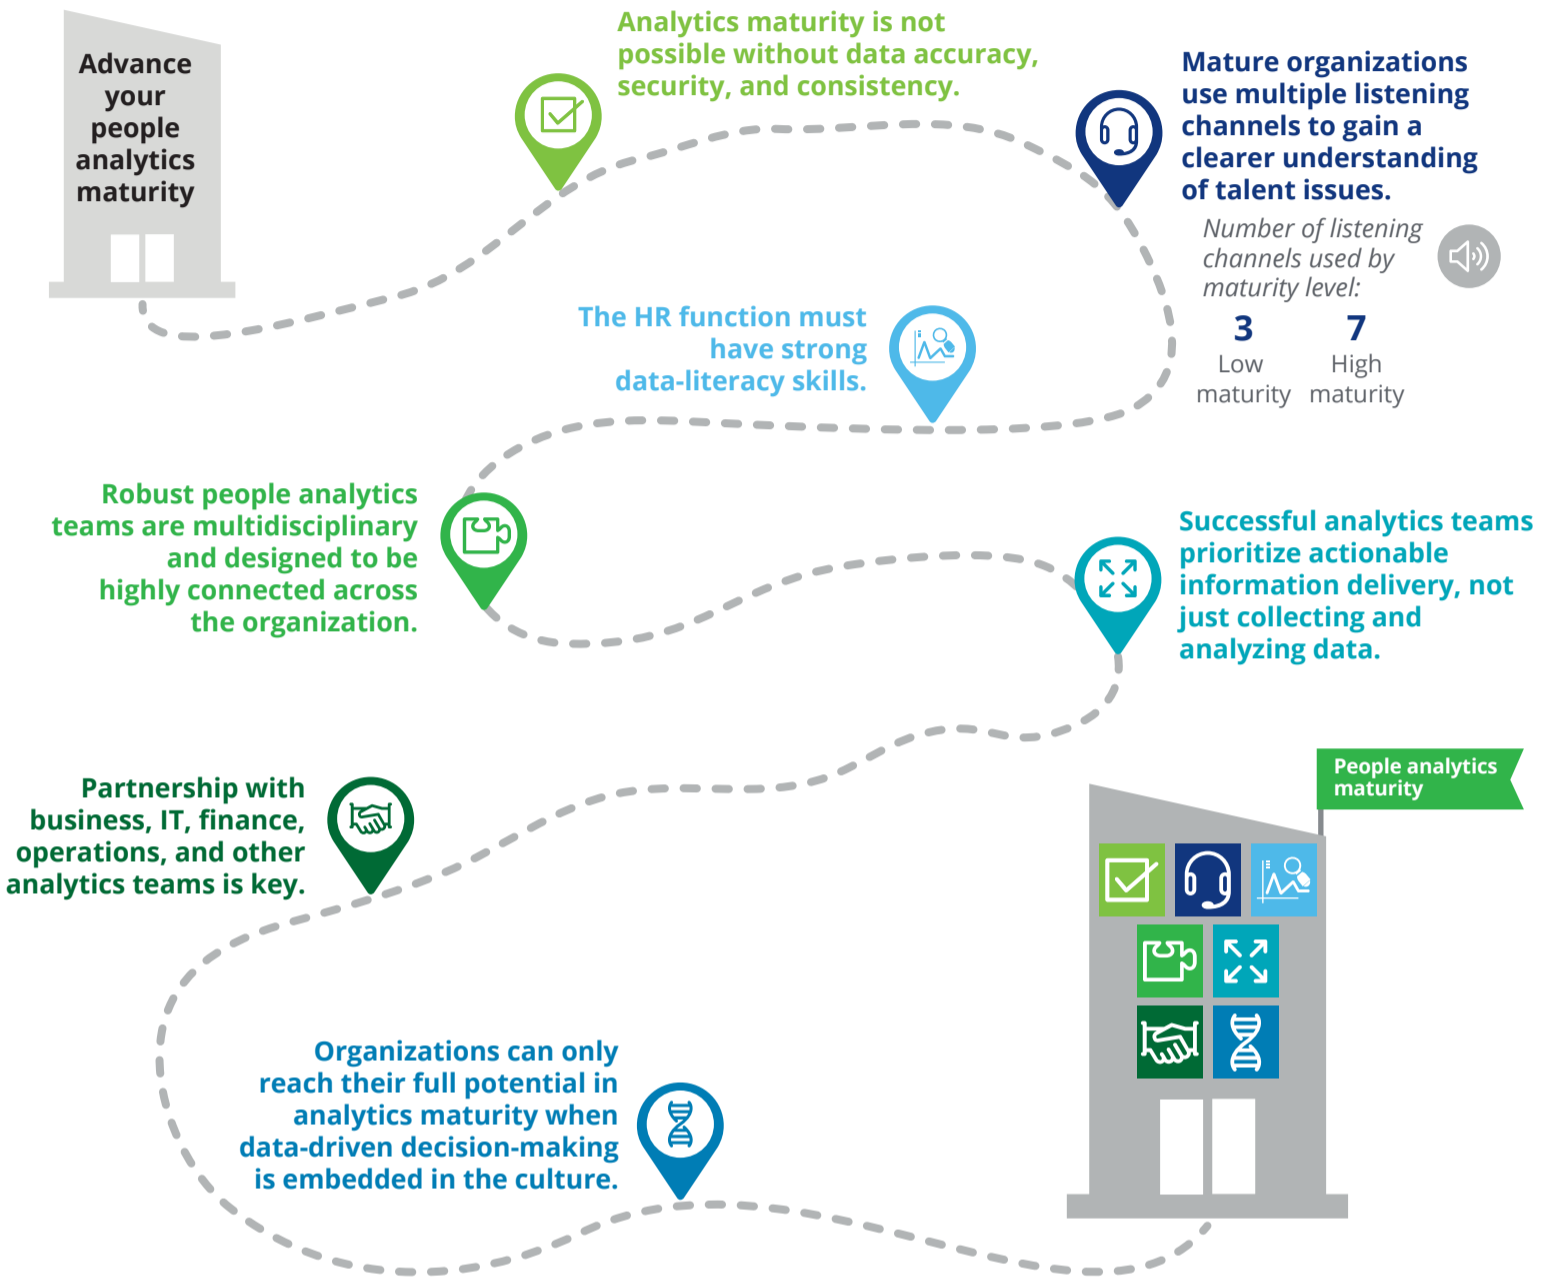 Advance
your
people
analytics
maturity
Analytics maturity is not
possible without data accuracy,
security, and consistency.
Mature organizations
use multiple listening
channels to gain a
clearer understanding
of talent issues.
Number of listening
channels used by
maturity level:
3
Low
maturity
7
High
maturity
The HR function must
have strong
data-literacy skills.
Robust people analytics
teams are multidisciplinary
and designed to be
highly connected across
the organization.
Successful analytics teams
prioritize actionable
information delivery, not
just collecting and
analyzing data.
Partnership with
business, IT, finance,
operations, and other
analytics teams is key.
Organizations can only
reach their full potential in
analytics maturity when
data-driven decision-making
is embedded in the culture.
People analytics
maturity